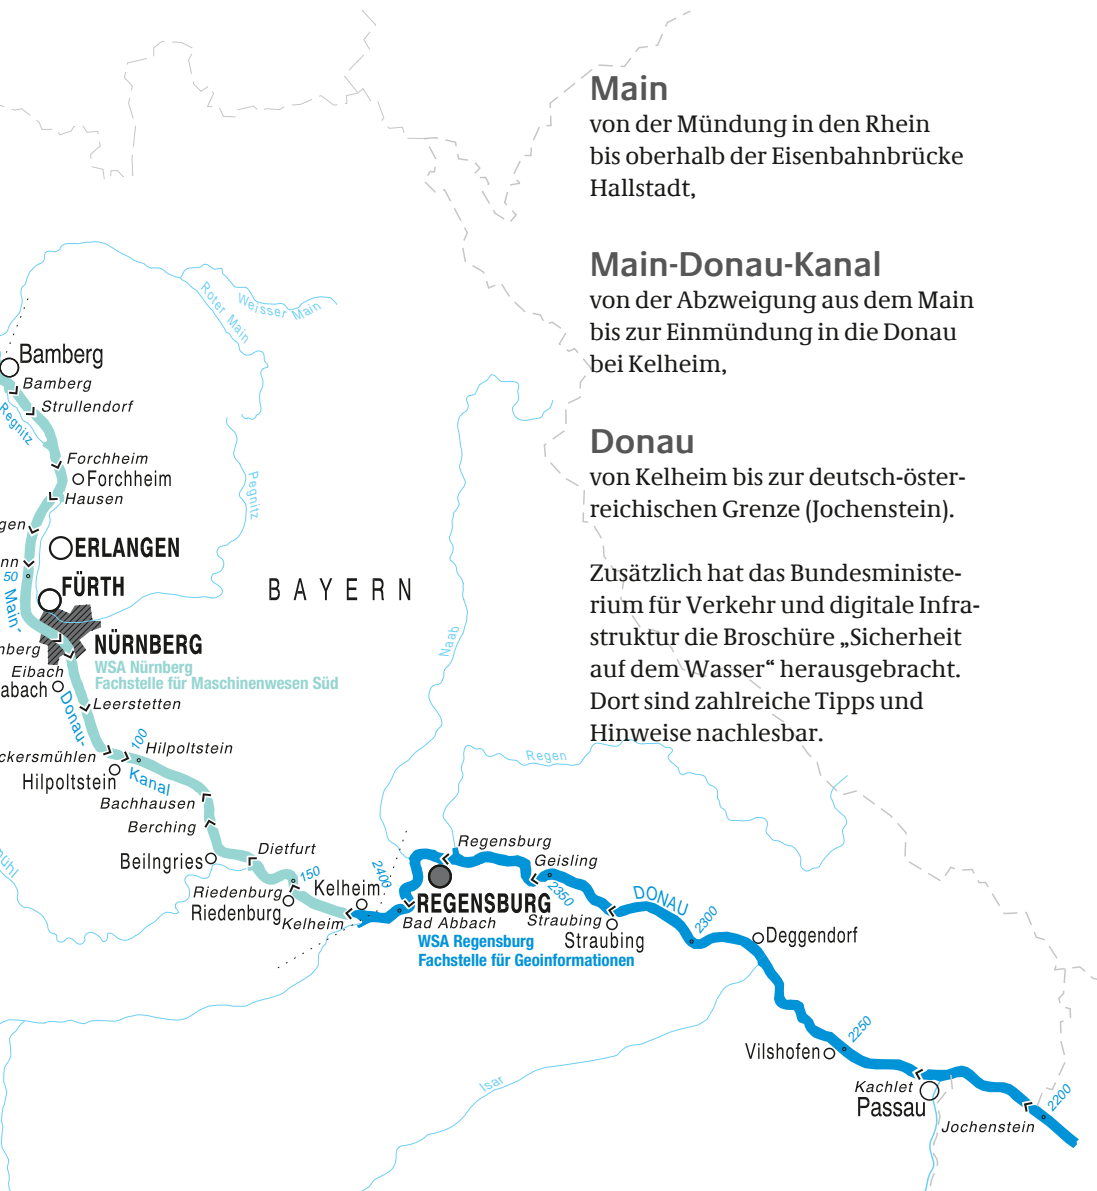 Main
von der Mündung in den Rhein
bis oberhalb der Eisenbahnbrücke
Hallstadt,
Main-Donau-Kanal
von der Abzweigung aus dem Main
bis zur Einmündung in die Donau
bei Kelheim,
Donau
von Kelheim bis zur deutsch-öster-
reichischen Grenze (Jochenstein).
Zusätzlich hat das Bundesministe-
rium für Verkehr und digitale Infra-
struktur die Broschüre „Sicherheit
auf dem Wasser“ herausgebracht.
Dort sind zahlreiche Tipps und
Hinweise nachlesbar.
Weisser Main
Roter Main
Bamberg
Bamberg
Strullendorf
Regnitz
Forchheim
Forchheim
Hausen
Pegnitz
gen
ERLANGEN
nn
50
FÜRTH
Main-
BAYERN
nberg
NÜRNBERG
WSA Nürnberg
Fachstelle für Maschinenwesen Süd
Eibach
abach
Donau-
Leerstetten
Naab
100
Hilpoltstein
ckersmühlen
Hilpoltstein
Kanal
Regen
Bachhausen
Berching
Beilngries
Dietfurt
mühl
150
Riedenburg
Riedenburg
Kelheim
Kelheim
2400
Regensburg
Geisling
2350
REGENSBURG
Bad Abbach
WSA Regensburg
Fachstelle für Geoinformationen
Straubing
Straubing
DONAU
2300
Deggendorf
Vilshofen
2250
Isar
Kachlet
Passau
2200
Jochenstein